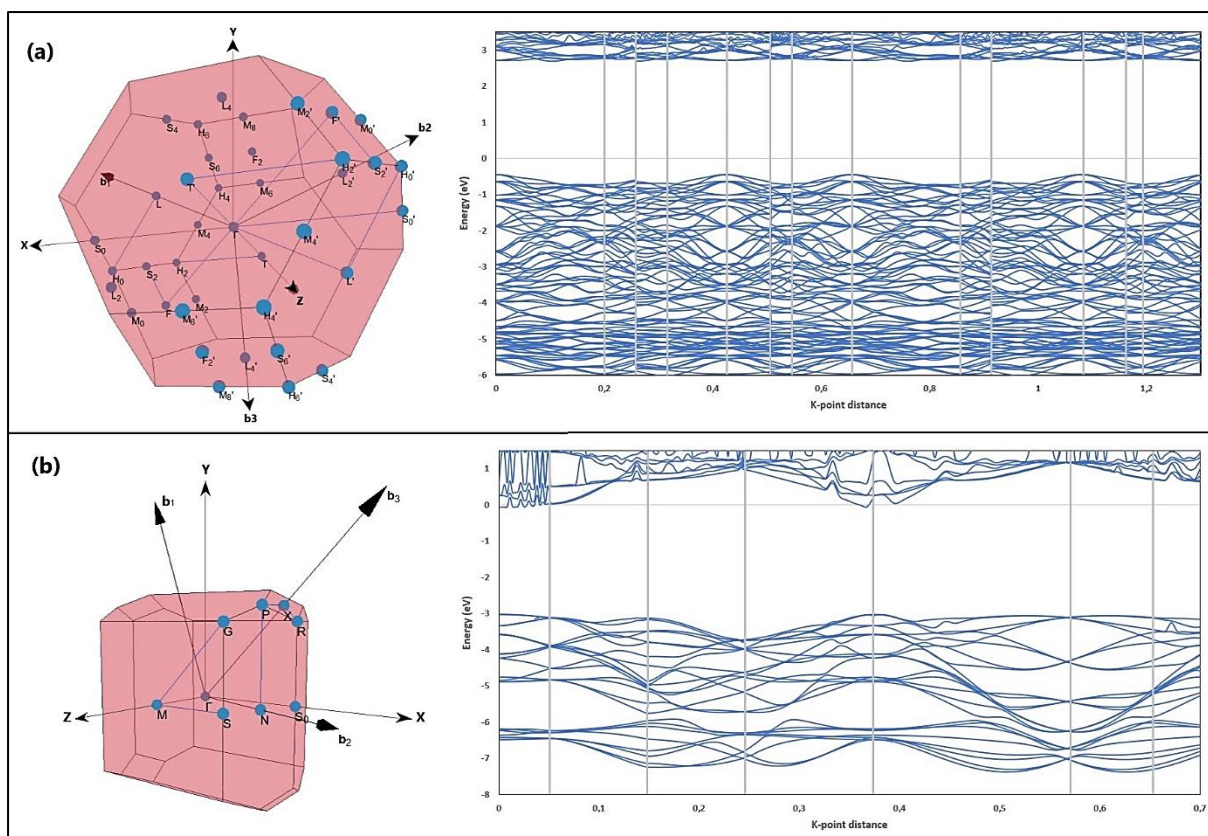 (a)
Y
L₄
S₄
H₆
M₈
M₂'
F'
M₀'
b2
S₆
F₂
H₂'
S₂'
H₀'
L₂'
b₁
T'
L
H₄
M₆
S₀'
X
S₀
M₄
Γ
M₄'
H₀
S₂
H₂
T
L'
L₂
Z
M₀
F
M₂
M₆'
H₄'
F₂'
L₄'
S₆'
S₄'
M₈'
H₆'
b3
3
2
1
0
-1
-2
-3
-4
-5
-6
Energy (eV)
0 0,2 0,4 0,6 0,8 1 1,2
K-point distance
(b)
Y
b₁
b₃
P
X
G
R
Z
M
Γ
S
N
S₀
X
b₂
1
0
-1
-2
-3
-4
-5
-6
-7
-8
Energy (eV)
0 0,1 0,2 0,3 0,4 0,5 0,6 0,7
K-point distance